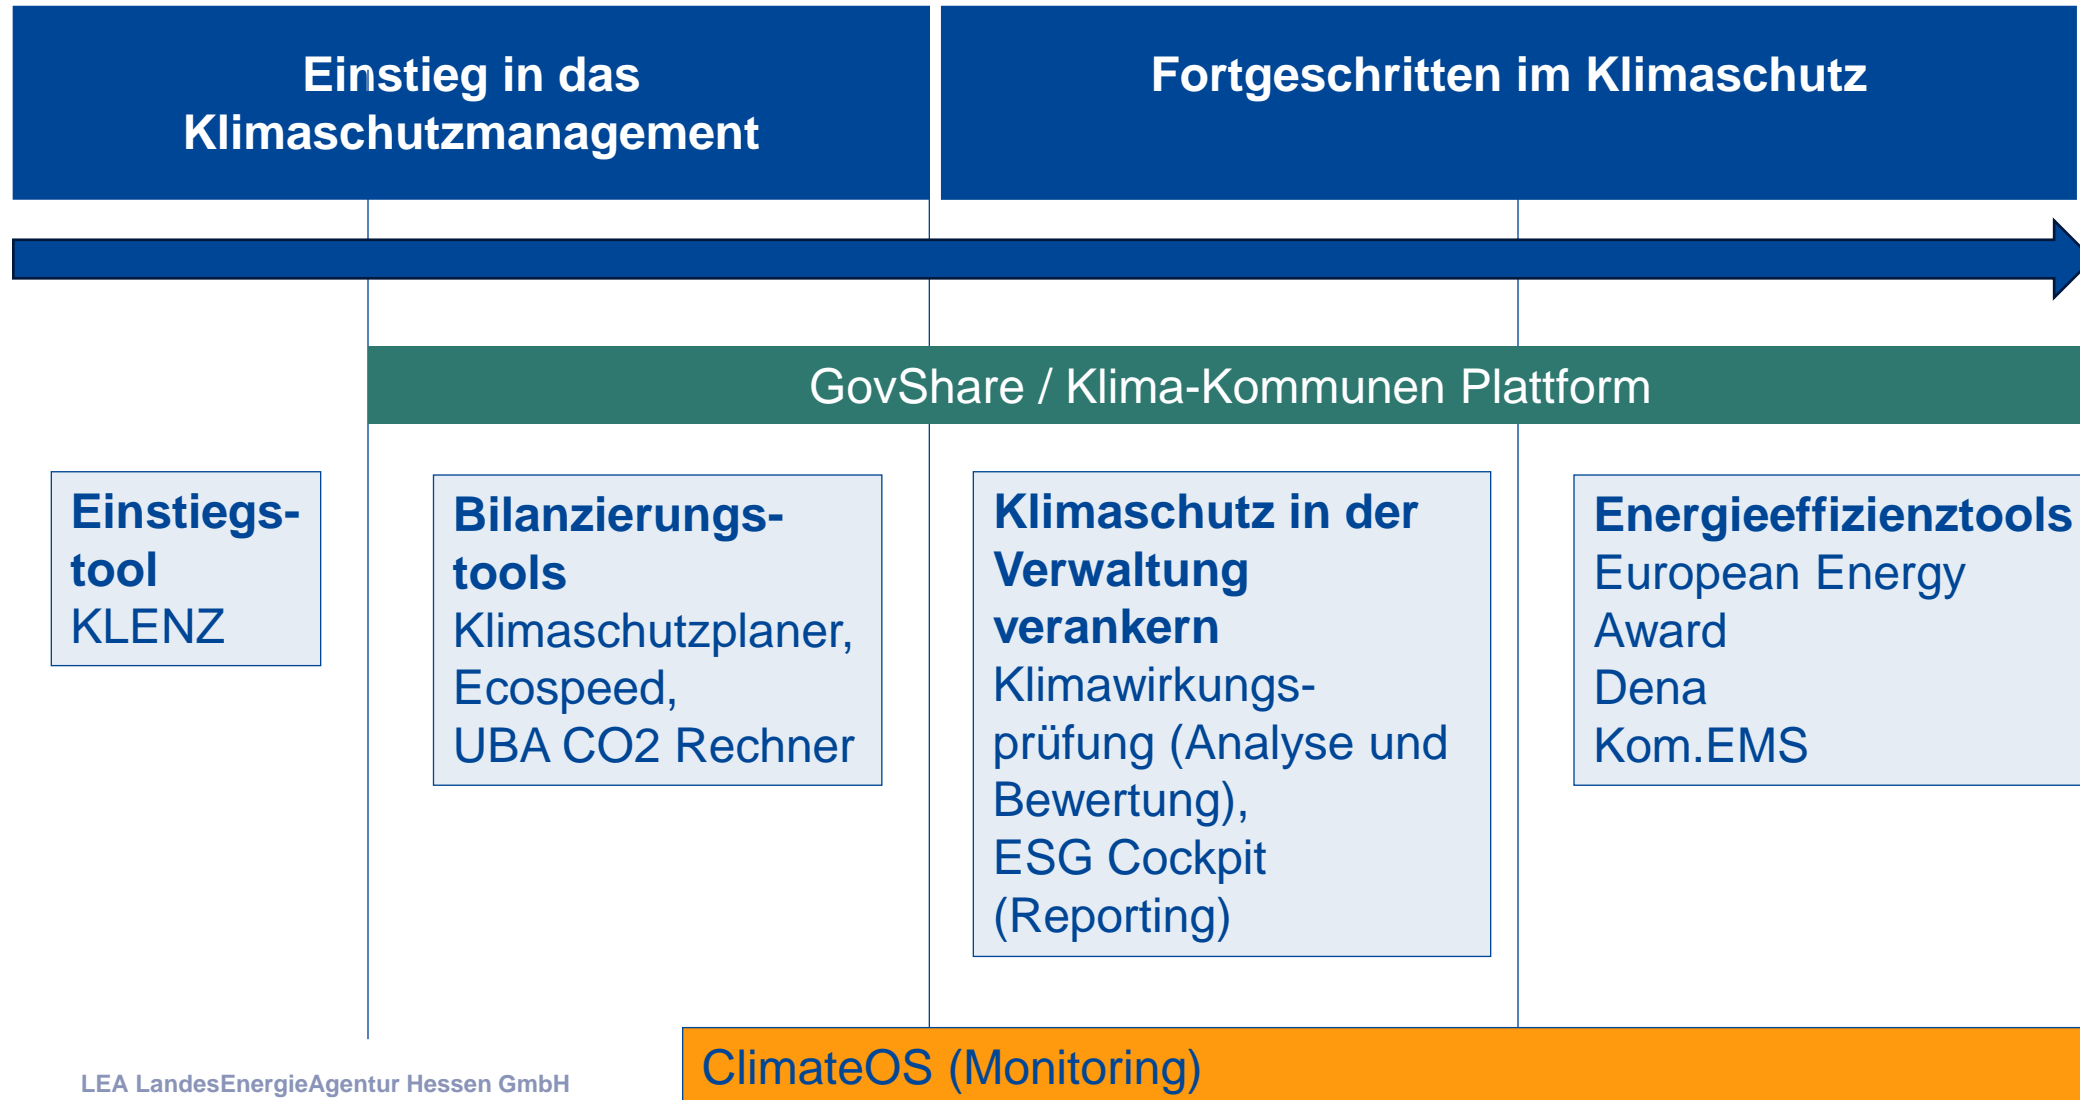 Einstieg in das
Klimaschutzmanagement
Fortgeschritten im Klimaschutz
GovShare / Klima-Kommunen Plattform
Einstiegs-
tool
KLENZ
Bilanzierungs-
tools
Klimaschutzplaner,
Ecospeed,
UBA CO2 Rechner
Klimaschutz in der
Verwaltung
verankern
Klimawirkungs-
prüfung (Analyse und
Bewertung),
ESG Cockpit
(Reporting)
Energieeffizienztools
European Energy
Award
Dena
Kom.EMS
ClimateOS (Monitoring)
LEA LandesEnergieAgentur Hessen GmbH